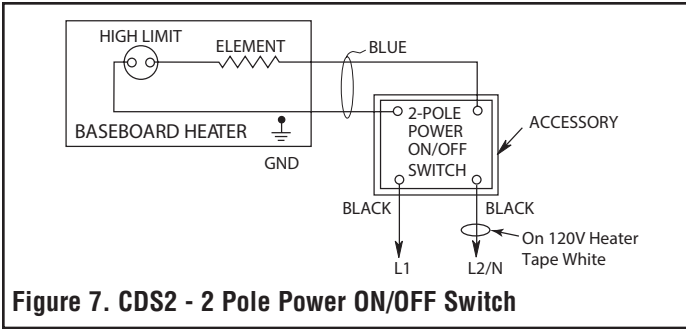 HIGH LIMIT
ELEMENT
BLUE
BASEBOARD HEATER
GND
2-POLE
POWER
ON/OFF
SWITCH
ACCESSORY
BLACK
BLACK
On 120V Heater
Tape White
L1
L2/N
Figure 7. CDS2 - 2 Pole Power ON/OFF Switch